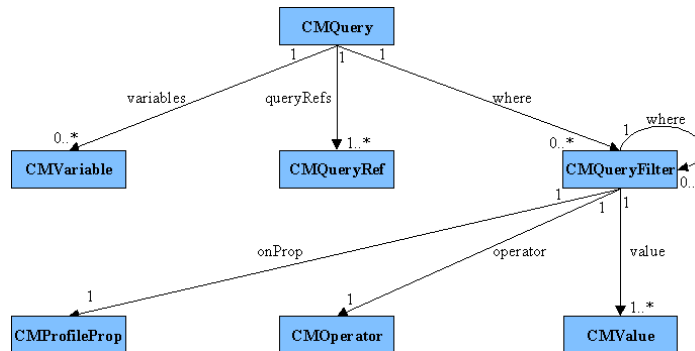 CMQuery
1 1 1
variables queryRefs where 1 where
0..* 1..* 0..*
CMVariable CMQueryRef CMQueryFilter 0..
1 1 1
onProp operator value
1 1 1..*
CMProfileProp CMOperator CMValue